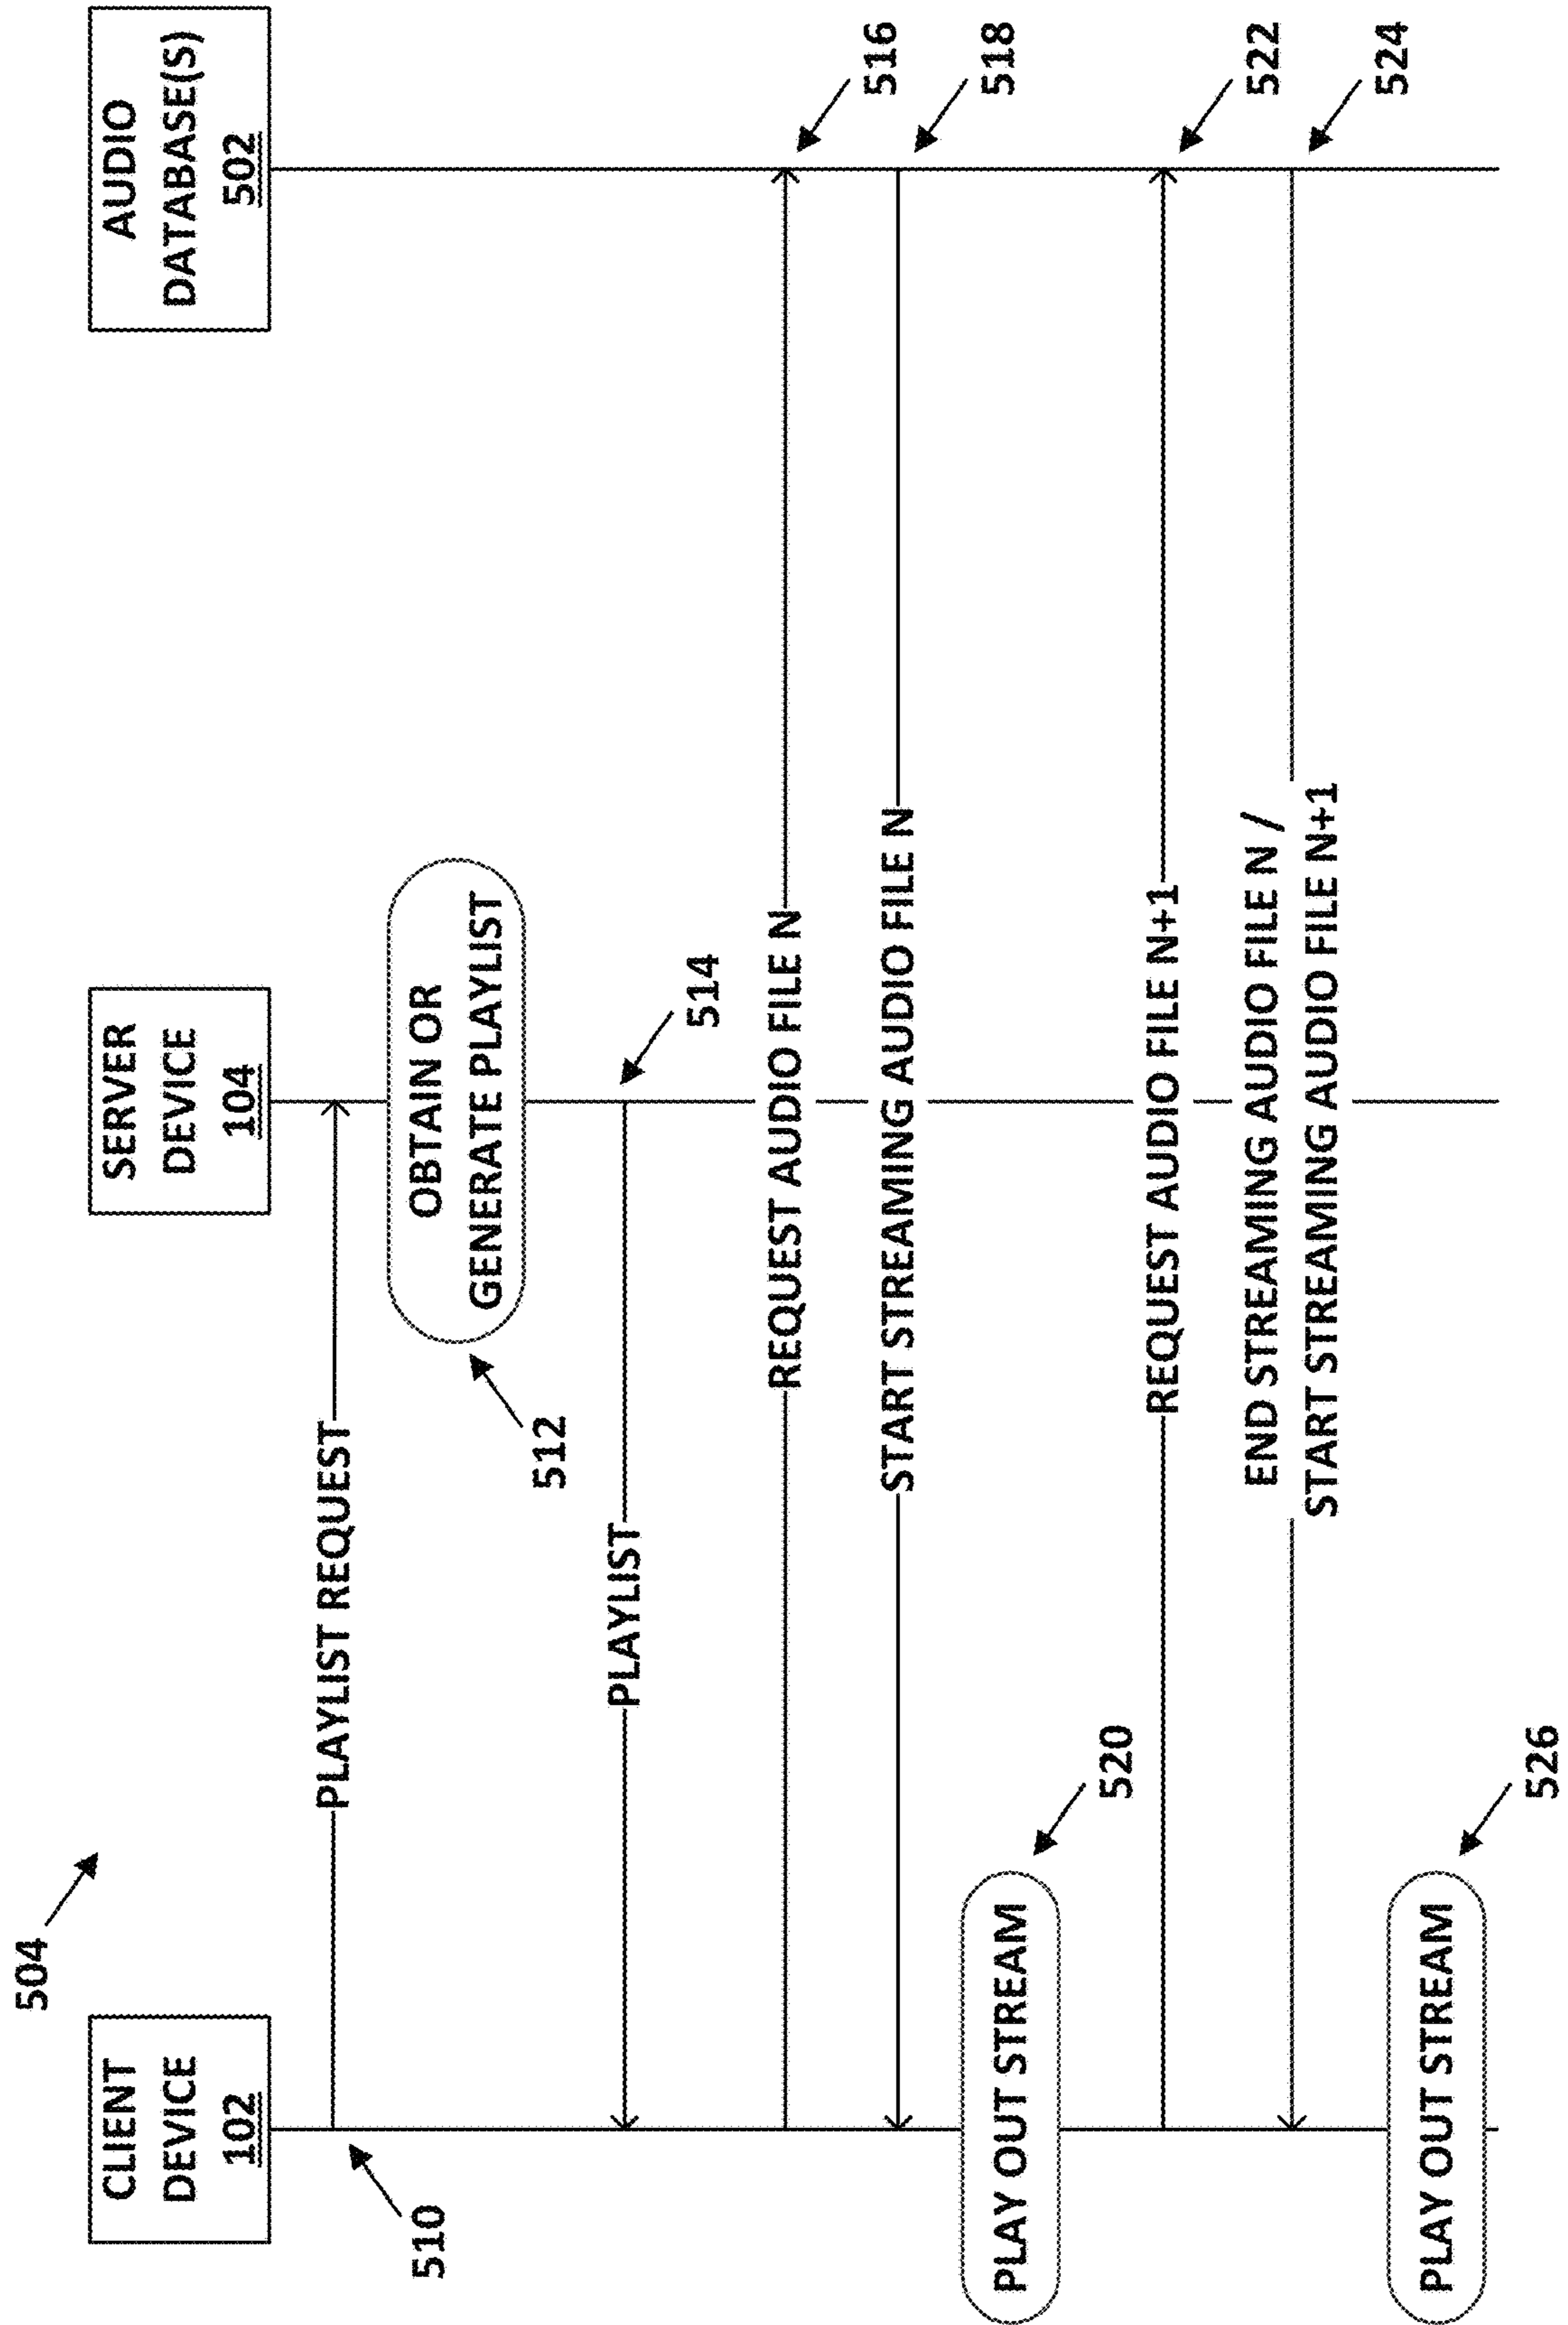 504
CLIENT
DEVICE
102
SERVER
DEVICE
104
AUDIO
DATABASE(S)
502
PLAYLIST REQUEST
510
OBTAIN OR
GENERATE PLAYLIST
512
PLAYLIST
514
REQUEST AUDIO FILE N
516
START STREAMING AUDIO FILE N
518
PLAY OUT STREAM
520
REQUEST AUDIO FILE N+1
522
END STREAMING AUDIO FILE N /
START STREAMING AUDIO FILE N+1
524
PLAY OUT STREAM
526